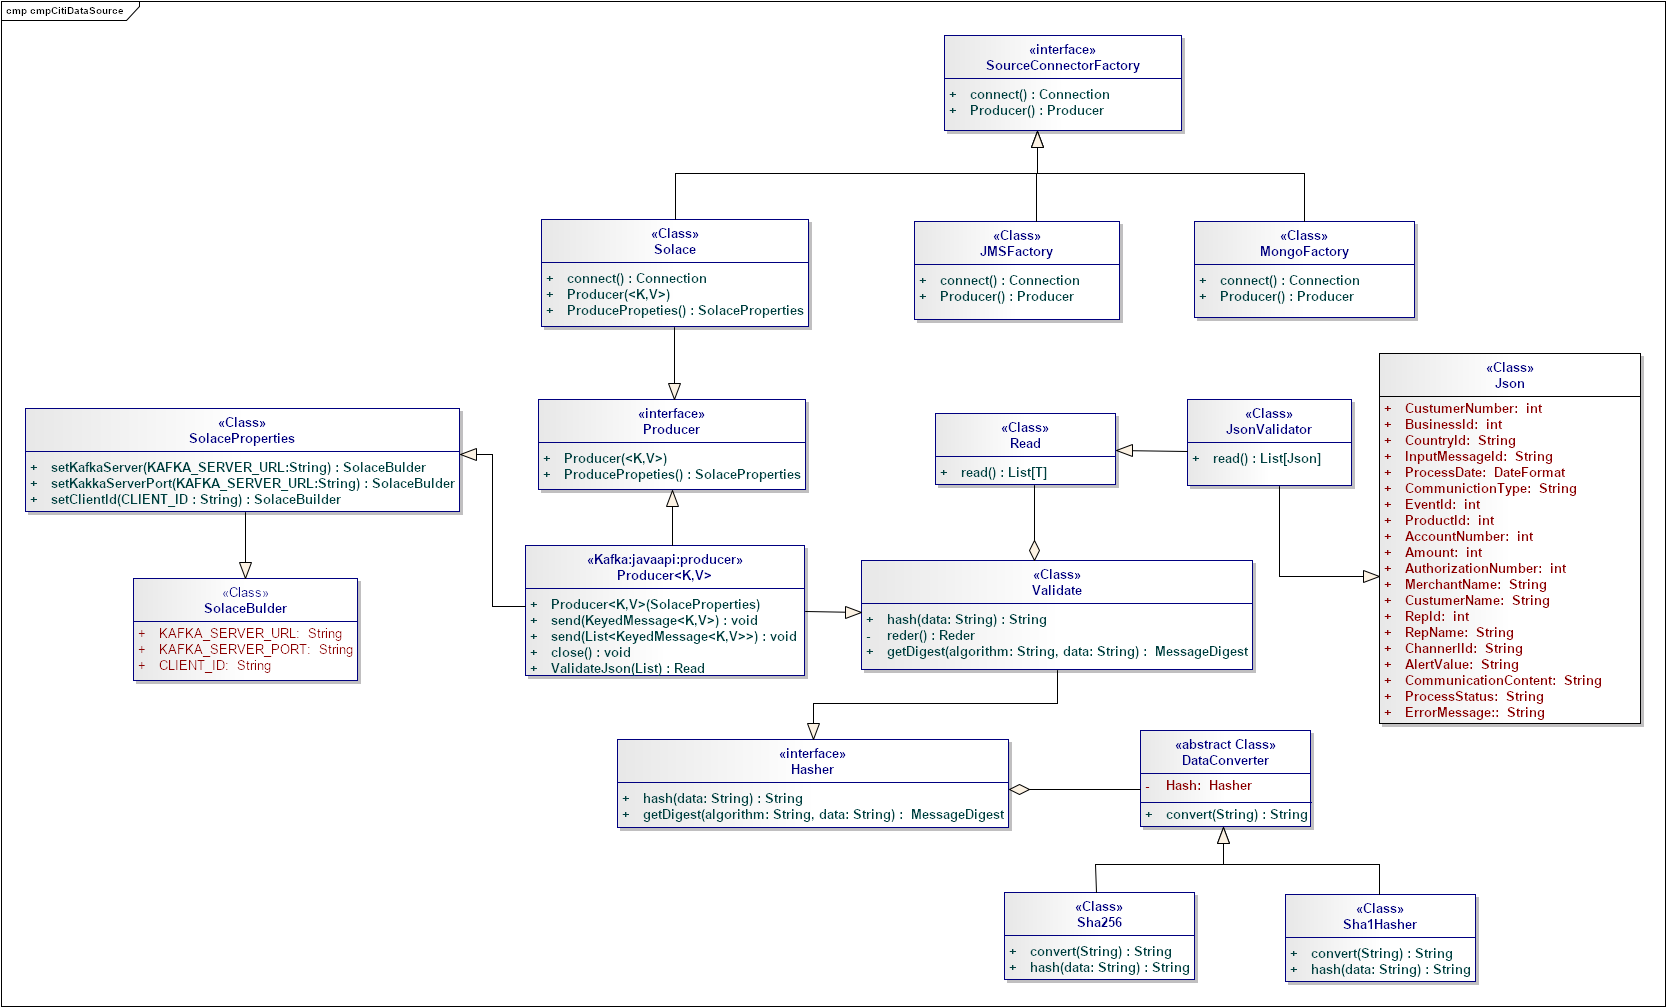 cmp cmpCitiDataSource
«interface»
SourceConnectorFactory
+ connect() : Connection
+ Producer() : Producer
«Class»
Solace
+ connect() : Connection
+ Producer(<K,V>)
+ ProducePropeties() : SolaceProperties
«Class»
JMSFactory
+ connect() : Connection
+ Producer() : Producer
«Class»
MongoFactory
+ connect() : Connection
+ Producer() : Producer
«Class»
SolaceProperties
+ setKafkaServer(KAFKA_SERVER_URL:String) : SolaceBulder
+ setKakkaServerPort(KAFKA_SERVER_URL:String) : SolaceBulder
+ setClientId(CLIENT_ID : String) : SolaceBuilder
«interface»
Producer
+ Producer(<K,V>)
+ ProducePropeties() : SolaceProperties
«Class»
Read
+ read() : List[T]
«Class»
JsonValidator
+ read() : List[Json]
«Class»
Json
+ CustumerNumber: int
+ BusinessId: int
+ CountryId: String
+ InputMessageId: String
+ ProcessDate: DateFormat
+ CommunictionType: String
+ EventId: int
+ ProductId: int
+ AccountNumber: int
+ Amount: int
+ AuthorizationNumber: int
+ MerchantName: String
+ CustumerName: String
+ RepId: int
+ RepName: String
+ ChannerlId: String
+ AlertValue: String
+ CommunicationContent: String
+ ProcessStatus: String
+ ErrorMessage:: String
«Class»
SolaceBulder
+ KAFKA_SERVER_URL: String
+ KAFKA_SERVER_PORT: String
+ CLIENT_ID: String
«Kafka:javaapi:producer»
Producer<K,V>
+ Producer<K,V>(SolaceProperties)
+ send(KeyedMessage<K,V>) : void
+ send(List<KeyedMessage<K,V>>) : void
+ close() : void
+ ValidateJson(List) : Read
«Class»
Validate
+ hash(data: String) : String
- reder() : Reder
+ getDigest(algorithm: String, data: String) : MessageDigest
«interface»
Hasher
+ hash(data: String) : String
+ getDigest(algorithm: String, data: String) : MessageDigest
«abstract Class»
DataConverter
- Hash: Hasher
+ convert(String) : String
«Class»
Sha256
+ convert(String) : String
+ hash(data: String) : String
«Class»
Sha1Hasher
+ convert(String) : String
+ hash(data: String) : String